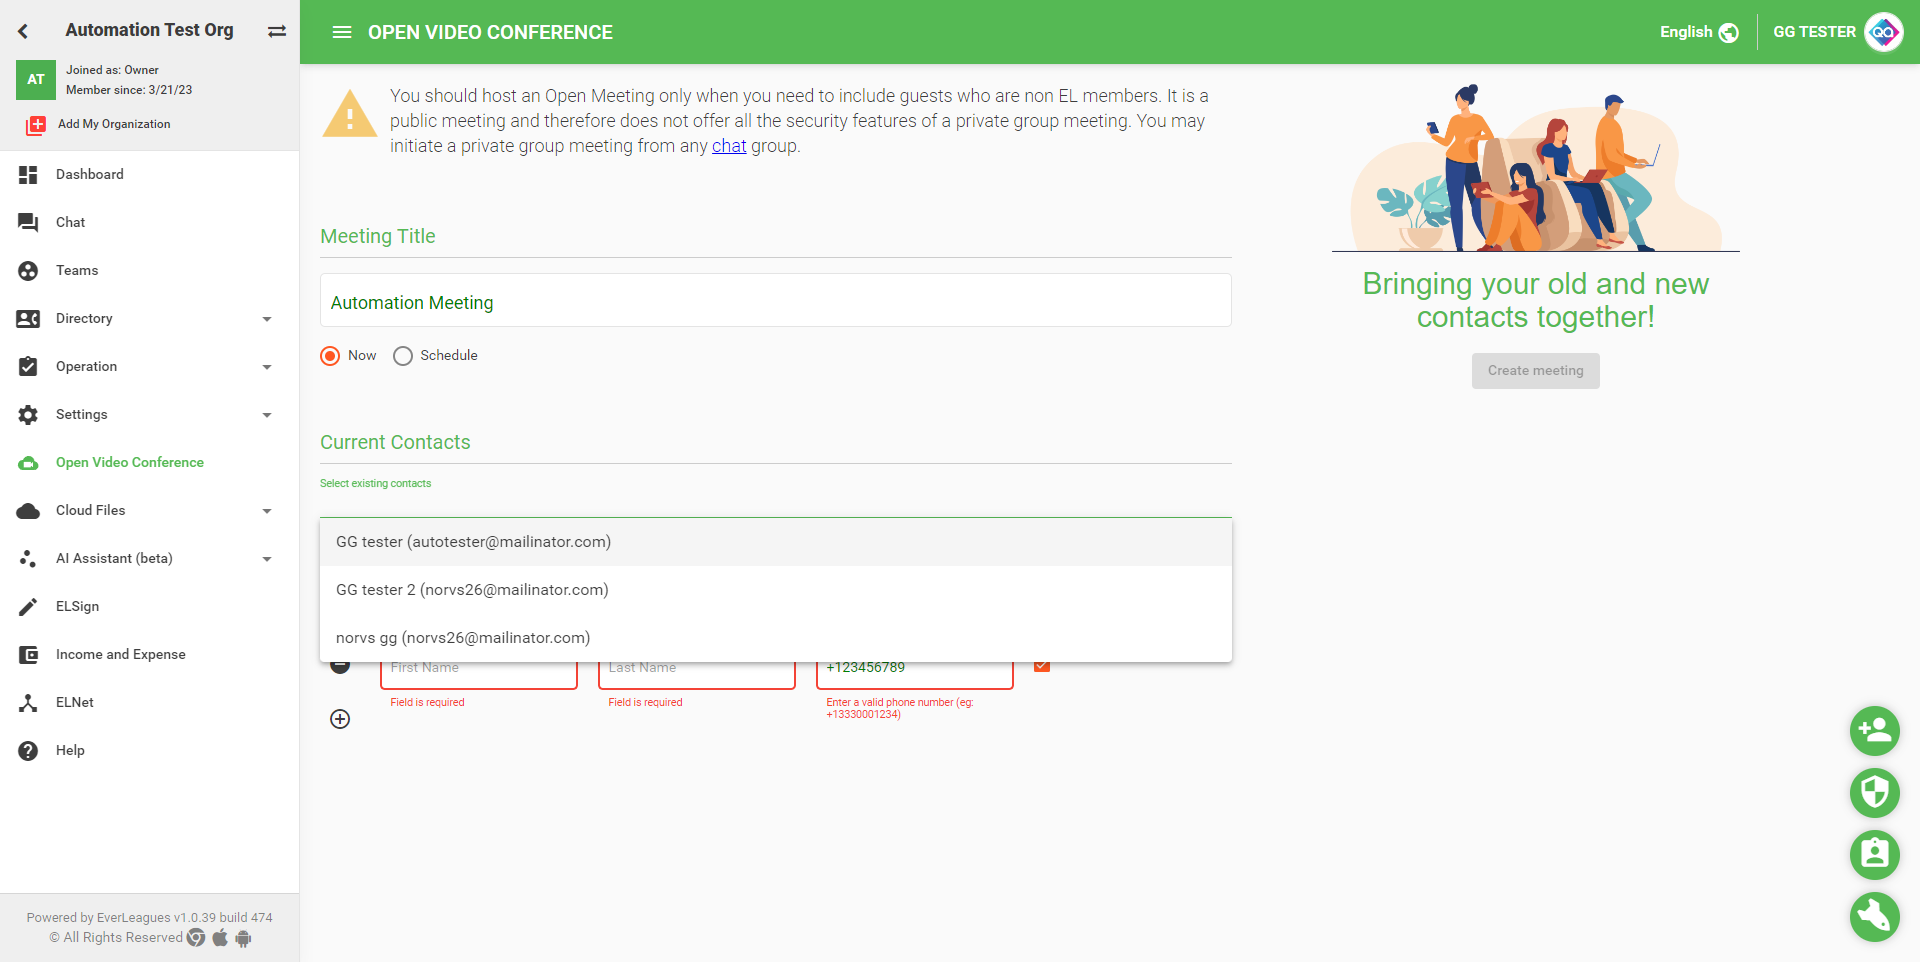 Automation Test Org
AT
Joined as: Owner
Member since: 3/21/23
Add My Organization
Dashboard
Chat
Teams
Directory
Operation
Settings
Open Video Conference
Cloud Files
AI Assistant (beta)
ELSign
Income and Expense
ELNet
Help
Powered by EverLeagues v1.0.39 build 474
© All Rights Reserved
OPEN VIDEO CONFERENCE
English
GG TESTER
QA
You should host an Open Meeting only when you need to include guests who are non EL members. It is a
public meeting and therefore does not offer all the security features of a private group meeting. You may
initiate a private group meeting from any chat group.
Meeting Title
Automation Meeting
Now
Schedule
Current Contacts
Select existing contacts
GG tester (autotester@mailinator.com)
GG tester 2 (norvs26@mailinator.com)
norvs gg (norvs26@mailinator.com)
First Name
Last Name
+123456789
Field is required
Field is required
Enter a valid phone number (eg:
+13330001234)
Bringing your old and new
contacts together!
Create meeting